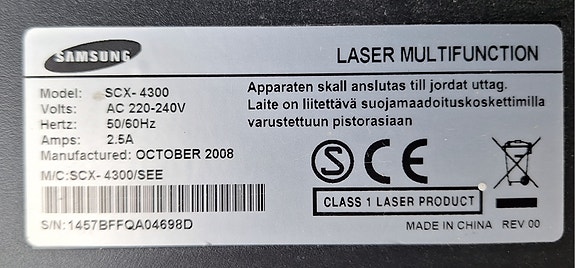 SAMSUNG
LASER MULTIFUNCTION
Model: SCX- 4300
Volts: AC 220-240V
Hertz: 50/60Hz
Amps: 2.5A
Manufactured: OCTOBER 2008
M/C:SCX- 4300/SEE
S/N:1457BFFQA04698D
Apparaten skall anslutas till jordat uttag.
Laite on liitettävä suojamaadoituskoskettimilla
varustettuun pistorasiaan
S CE
CLASS 1 LASER PRODUCT
MADE IN CHINA REV 00